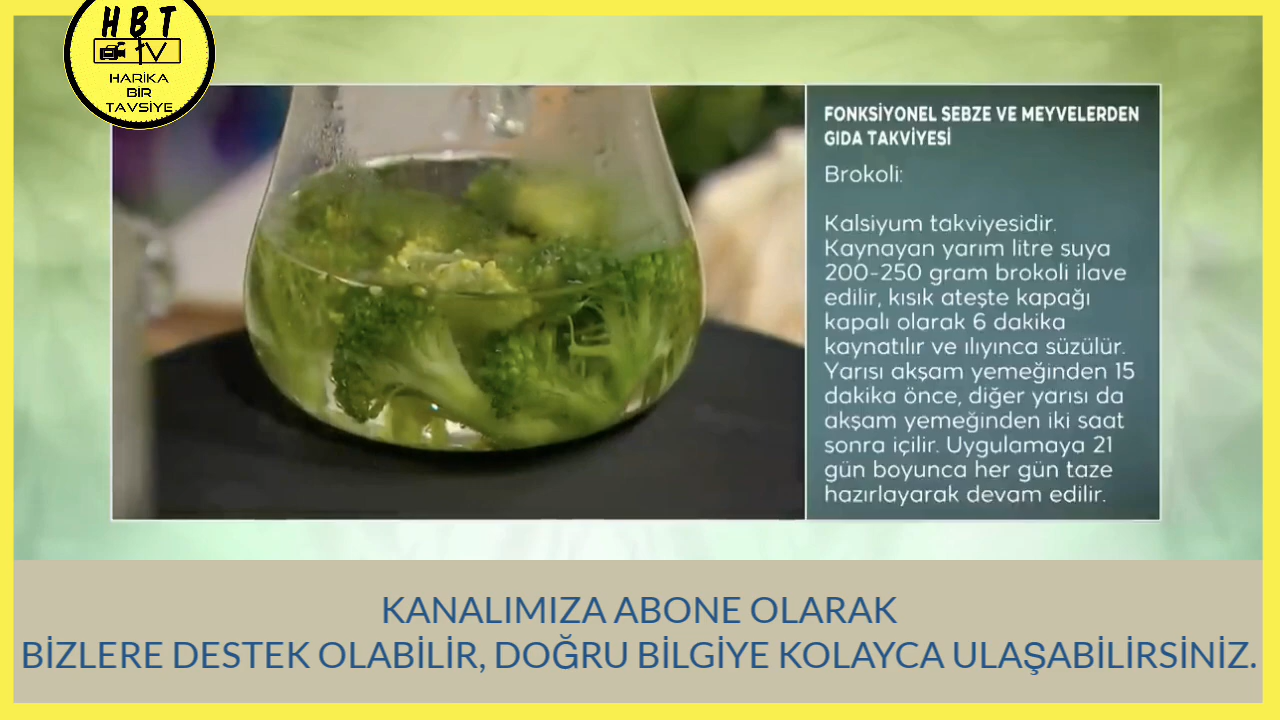 HBT
TV
HARİKA
BİR
TAVSİYE
FONKSİYONEL SEBZE VE MEYVELERDEN
GIDA TAKVİYESİ
Brokoli:
Kalsiyum takviyesidir.
Kaynayan yarım litre suya
200-250 gram brokoli ilave
edilir, kısık ateşte kapağı
kapalı olarak 6 dakika
kaynatılır ve ılıyınca süzülür.
Yarısı akşam yemeğinden 15
dakika önce, diğer yarısı da
akşam yemeğinden iki saat
sonra içilir. Uygulamaya 21
gün boyunca her gün taze
hazırlayarak devam edilir.
KANALIMIZA ABONE OLARAK
BİZLERE DESTEK OLABİLİR, DOĞRU BİLGİYE KOLAYCA ULAŞABİLİRSİNİZ.